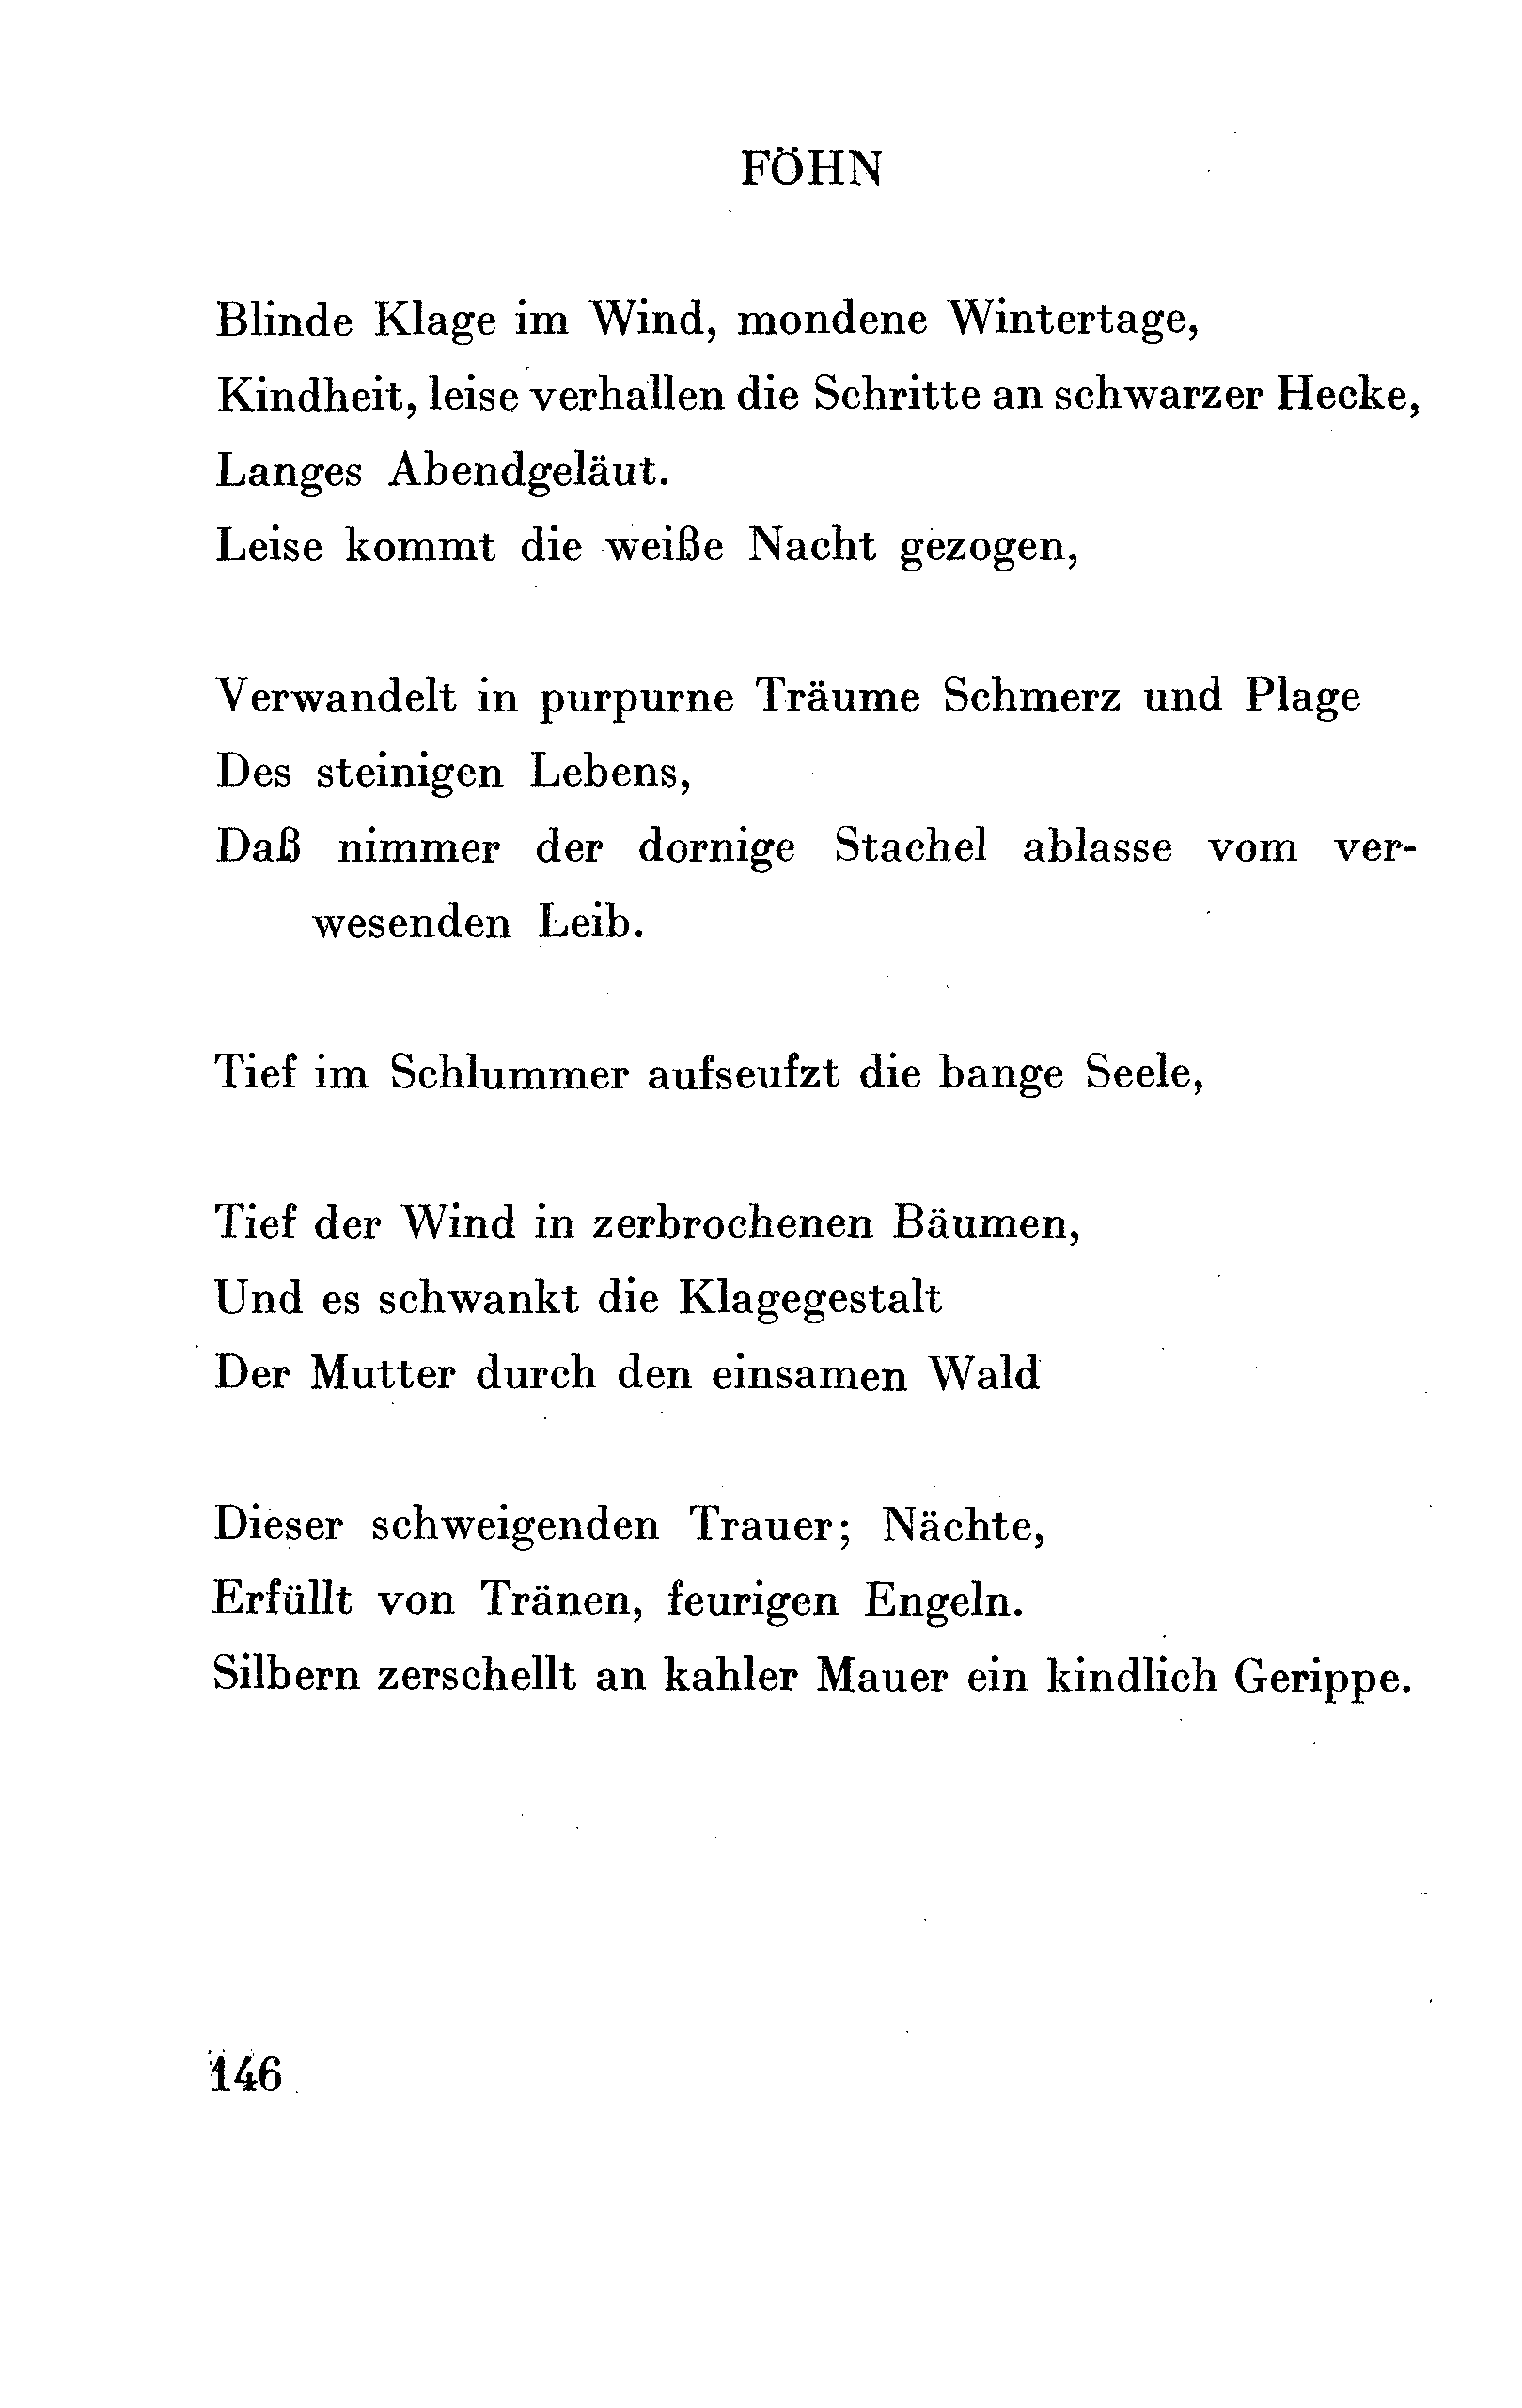 FÖHN
Blinde Klage im Wind, mondene Wintertage,
Kindheit, leise verhallen die Schritte an schwarzer Hecke,
Langes Abendgeläut.
Leise kommt die weiße Nacht gezogen,
Verwandelt in purpurne Träume Schmerz und Plage
Des steinigen Lebens,
Daß nimmer der dornige Stachel ablasse vom ver-
wesenden Leib.
Tief im Schlummer aufseufzt die bange Seele,
Tief der Wind in zerbrochenen Bäumen,
Und es schwankt die Klagegestalt
Der Mutter durch den einsamen Wald
Dieser schweigenden Trauer; Nächte,
Erfüllt von Tränen, feurigen Engeln.
Silbern zerschellt an kahler Mauer ein kindlich Gerippe.
146